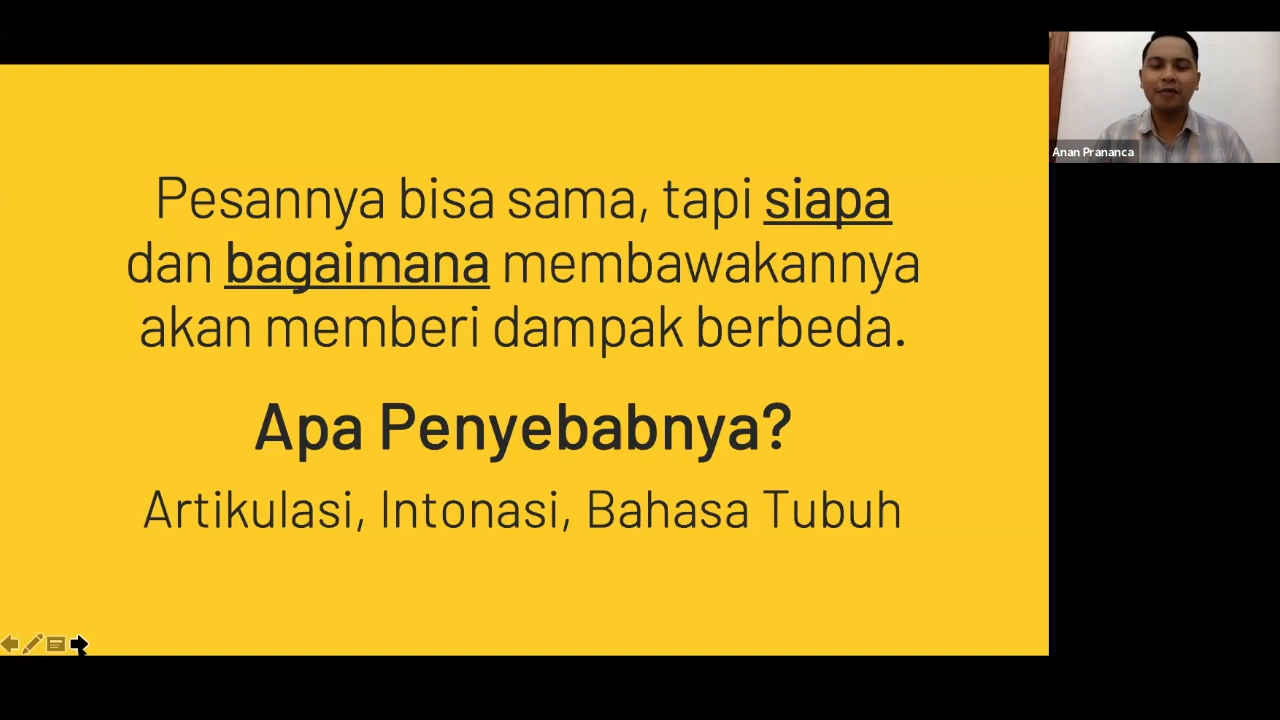 Pesannya bisa sama, tapi siapa
dan bagaimana membawakannya
akan memberi dampak berbeda.
Apa Penyebabnya?
Artikulasi, Intonasi, Bahasa Tubuh
Anan Prananca